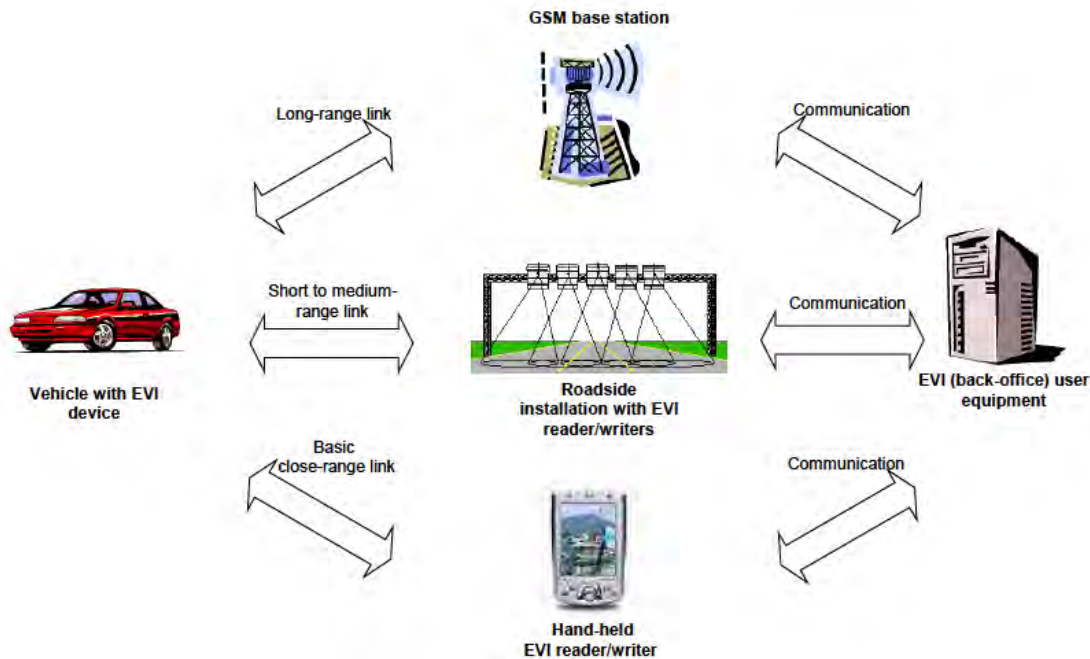 GSM base station
Long-range link
Communication
Short to medium-
range link
Communication
Vehicle with EVI
device
Roadside
installation with EVI
reader/writers
EVI (back-office) user
equipment
Basic
close-range link
Communication
Hand-held
EVI reader/writer